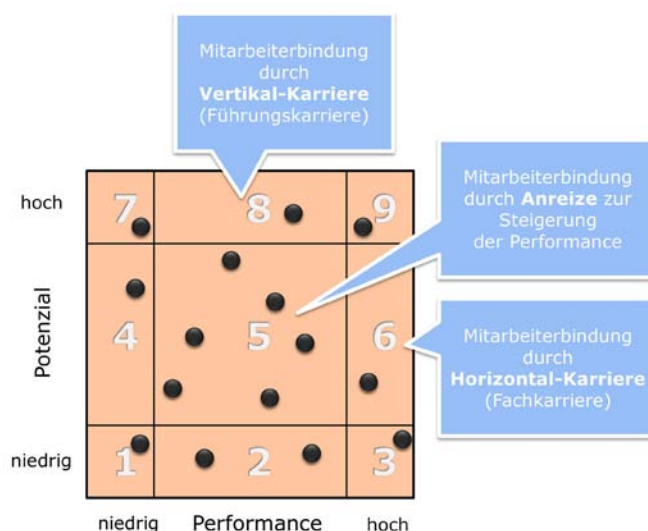 Mitarbeiterbindung
durch
Vertikal-Karriere
(Führungskarriere)
Mitarbeiterbindung
durch Anreize zur
Steigerung
der Performance
Mitarbeiterbindung
durch
Horizontal-Karriere
(Fachkarriere)
hoch
7 8 9
Potenzial
4 5 6
niedrig
1 2 3
niedrig Performance hoch